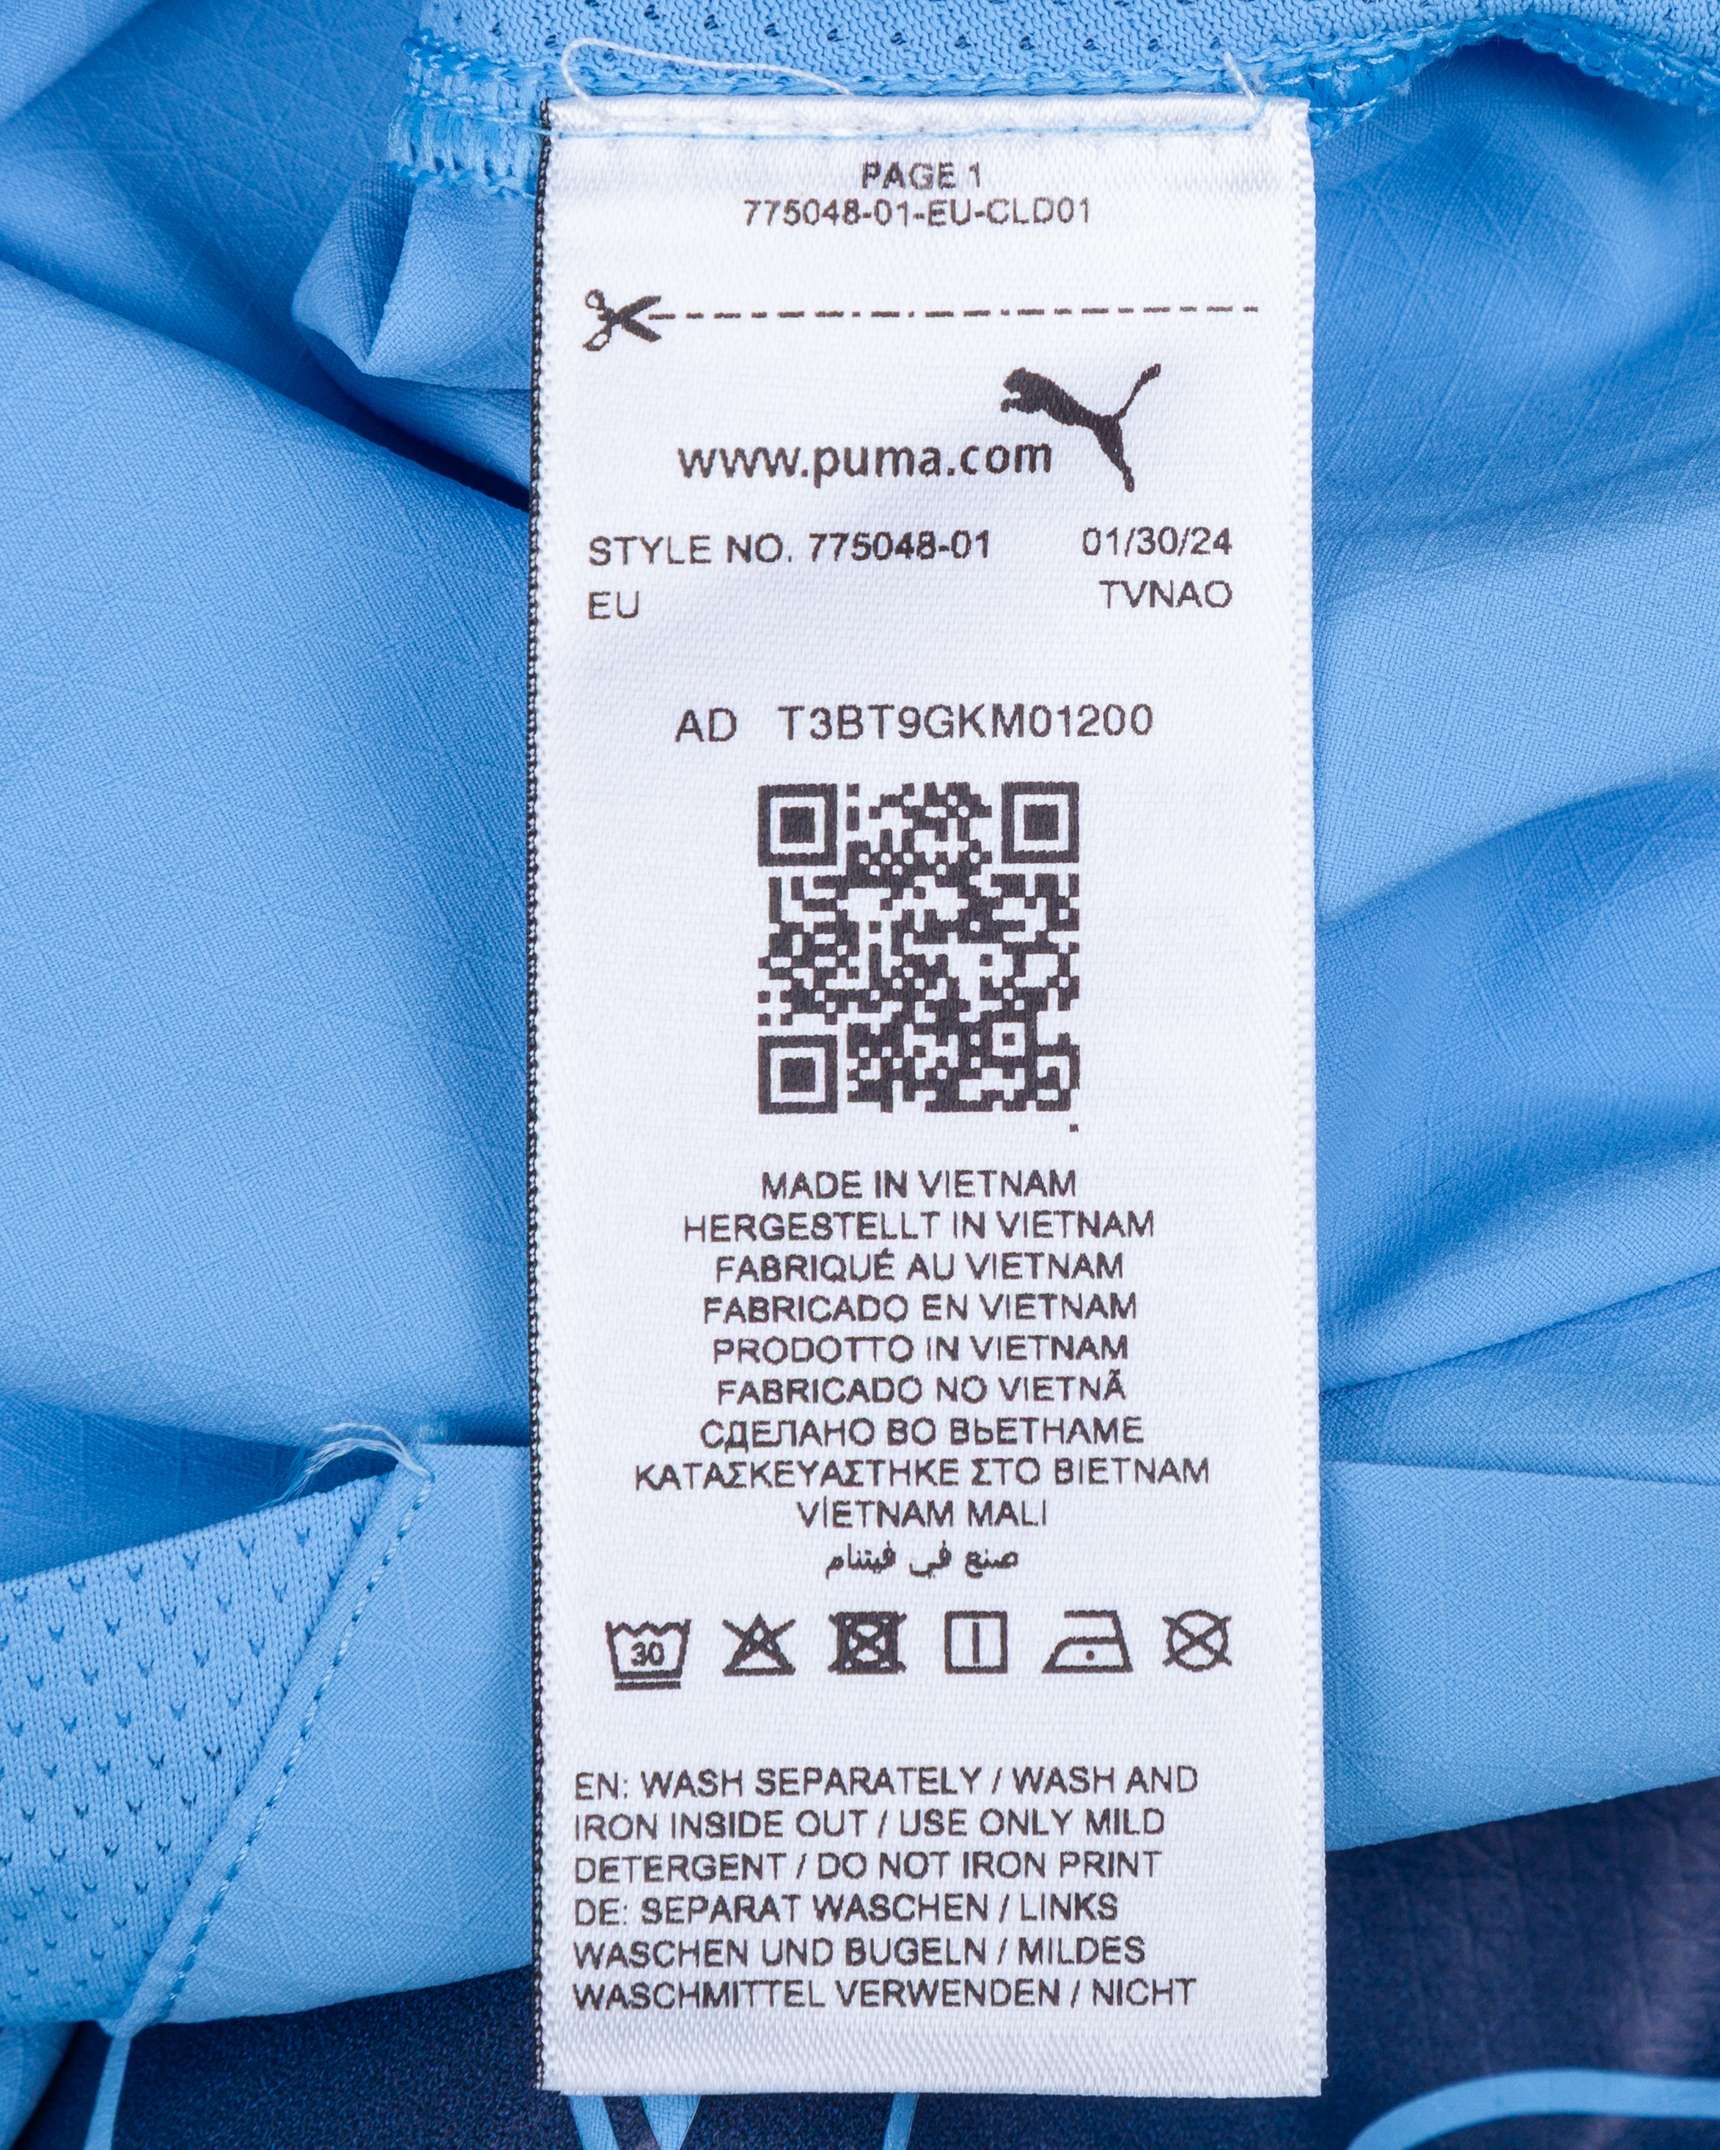 PAGE 1
775048-01-EU-CLD01
www.puma.com
STYLE NO. 775048-01 01/30/24
EU TVNAO
AD T3BT9GKM01200
MADE IN VIETNAM
HERGESTELLT IN VIETNAM
FABRIQUÉ AU VIETNAM
FABRICADO EN VIETNAM
PRODOTTO IN VIETNAM
FABRICADO NO VIETNÃ
СДЕЛАНО ВО ВЬЕТНАМЕ
ΚΑΤΑΣΚΕΥΑΣΤΗΚΕ ΣΤΟ ΒΙΕΤΝΑΜ
VİETNAM MALI
صنع في فيتنام
30
EN: WASH SEPARATELY / WASH AND
IRON INSIDE OUT / USE ONLY MILD
DETERGENT / DO NOT IRON PRINT
DE: SEPARAT WASCHEN / LINKS
WASCHEN UND BUGELN / MILDES
WASCHMITTEL VERWENDEN / NICHT